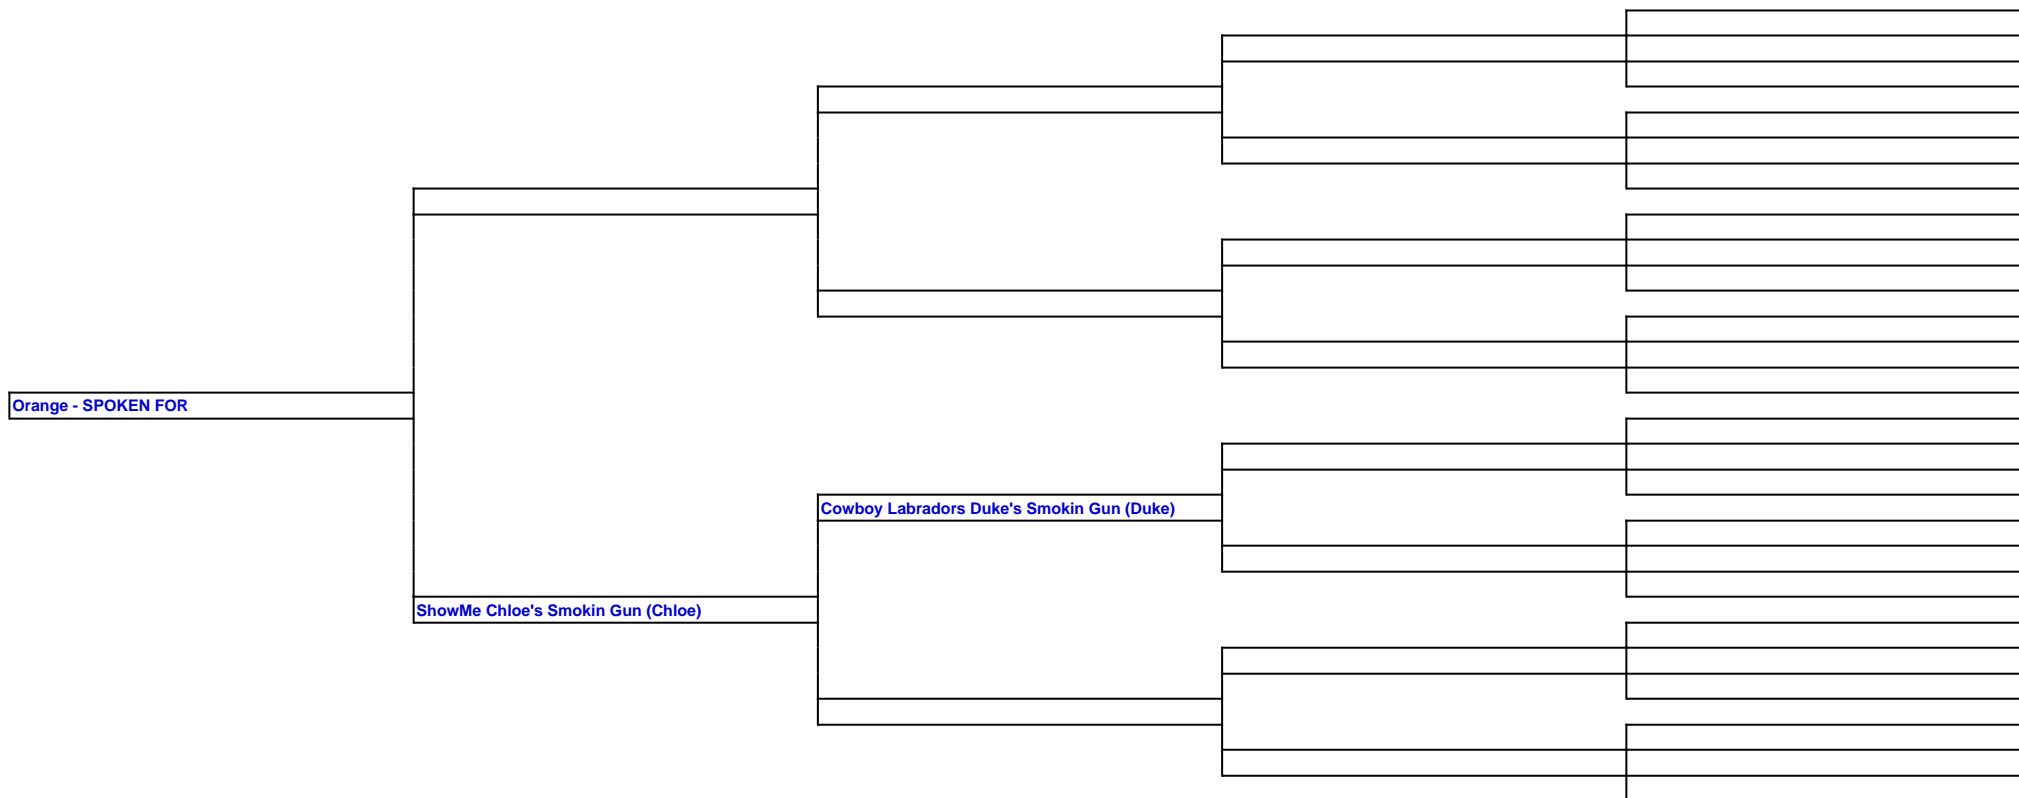 Orange - SPOKEN FOR
Cowboy Labradors Duke's Smokin Gun (Duke)
ShowMe Chloe's Smokin Gun (Chloe)